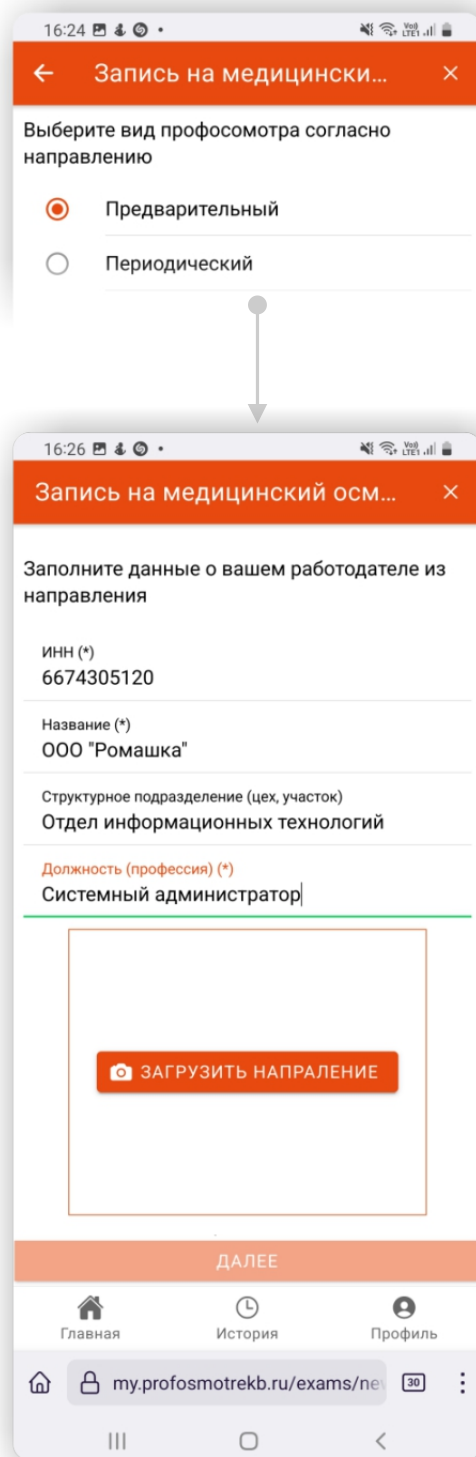 16:24
Запись на медицински...
Выберите вид профосомотра согласно
направлению
Предварительный
Периодический
16:26
Запись на медицинский осм...
Заполните данные о вашем работодателе из
направления
ИНН (*)
6674305120
Название (*)
ООО "Ромашка"
Структурное подразделение (цех, участок)
Отдел информационных технологий
Должность (профессия) (*)
Системный администратор
ЗАГРУЗИТЬ НАПРАЛЕНИЕ
ДАЛЕЕ
Главная История Профиль
my.profosmotrekb.ru/exams/ne 30